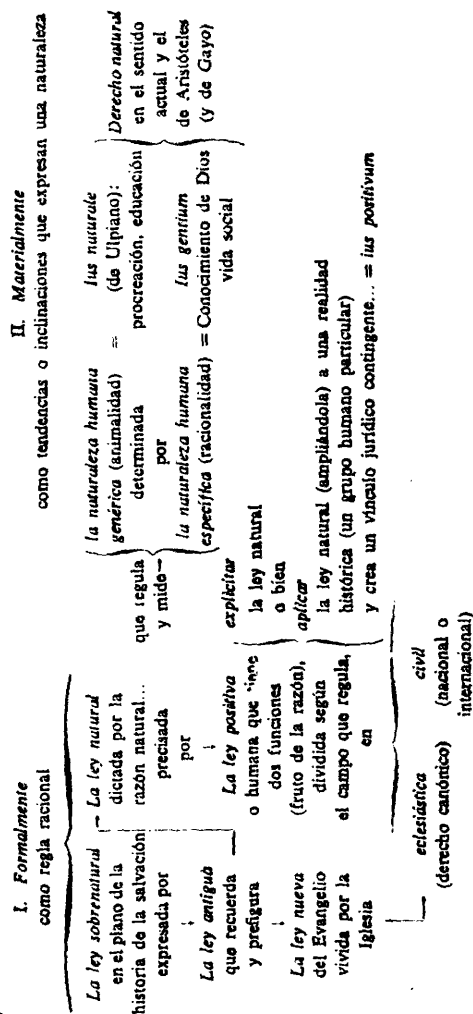 I. Formalmente
como regla racional
II. Materialmente
como tendencias o inclinaciones que expresan una naturaleza
La ley sobrenatural
en el plano de la
historia de la salvación
expresada por
La ley antigua
que recuerda
y prefigura
La ley nueva
del Evangelio
vivida por la
Iglesia
La ley natural
dictada por la
razón natural...
precisada
por
La ley positiva
o humana que tiene
dos funciones
(fruto de la razón),
dividida según
el campo que regula,
en
eclesiástica
(derecho canónico)
civil
(nacional o
internacional)
que regula
y mide—
explicitar
la ley natural
o bien
aplicar
la ley natural (ampliándola) a una realidad
histórica (un grupo humano particular)
y crea un vínculo jurídico contingente... = ius positivum
la naturaleza humana
genérica (animalidad)
determinada
por
la naturaleza humana
específica (racionalidad)
= ius naturale
(de Ulpiano):
procreación, educación
ius gentium
= Conocimiento de Dios
vida social
Derecho natural
en el sentido
actual y el
de Aristóteles
(y de Gayo)